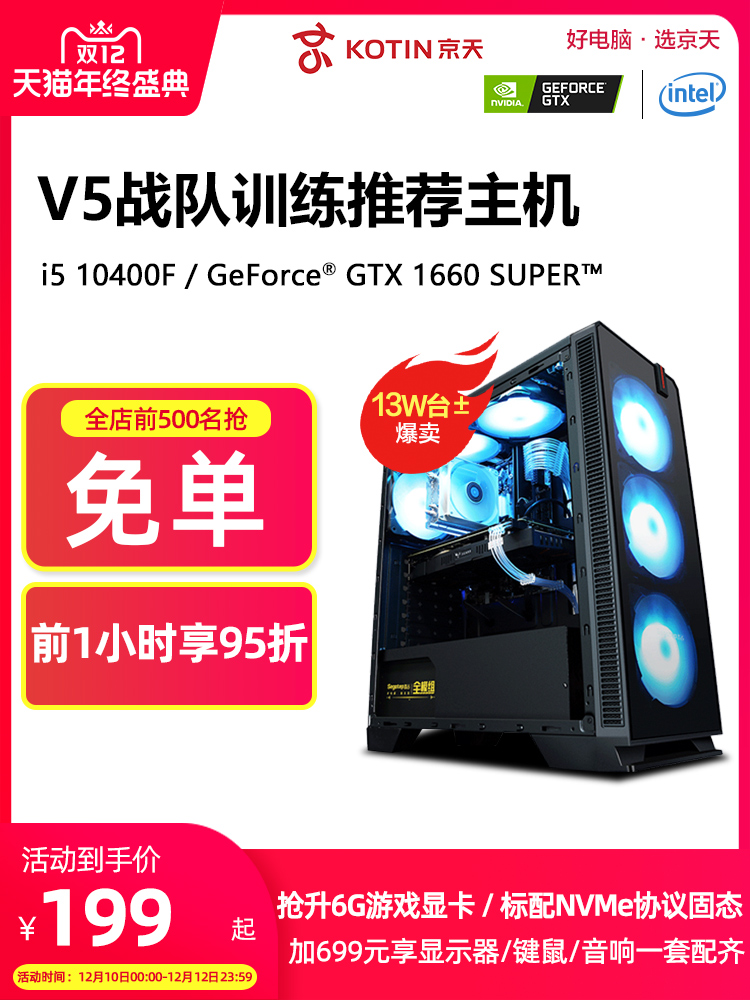 双12
天猫年终盛典
KOTIN京天
好电脑·选京天
NVIDIA.
GEFORCE
GTX
intel
V5战队训练推荐主机
i5 10400F / GeForce® GTX 1660 SUPER™
13W台±
爆卖
全店前500名抢
免单
前1小时享95折
全模组
活动到手价
¥199起
活动时间：12月10日00:00-12月12日23:59
抢升6G游戏显卡 / 标配NVMe协议固态
加699元享显示器/键鼠/音响一套配齐